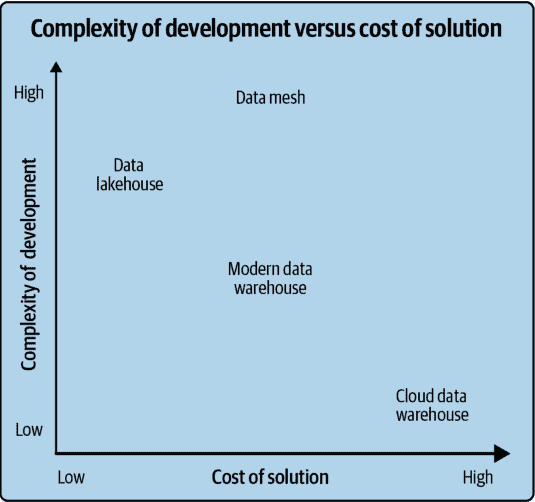 Complexity of development versus cost of solution
High
Data mesh
Data
lakehouse
Complexity of development
Modern data
warehouse
Cloud data
warehouse
Low
Low
Cost of solution
High